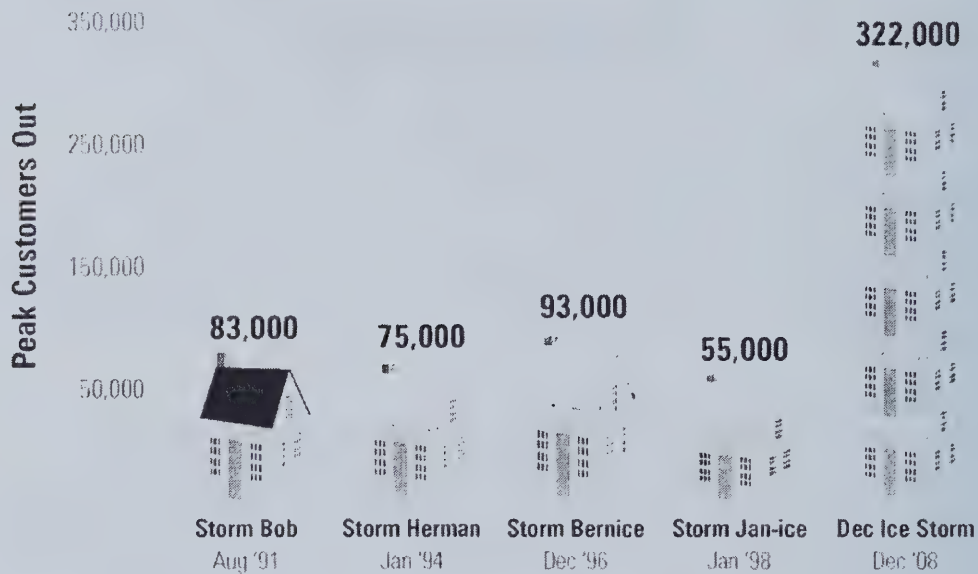 350,000
322,000
Peak Customers Out
250,000
150,000
93,000
83,000
75,000
55,000
50,000
Storm Bob
Storm Herman
Storm Bernice
Storm Jan-ice
Dec Ice Storm
Aug '91
Jan '94
Dec '96
Jan '98
Dec '08